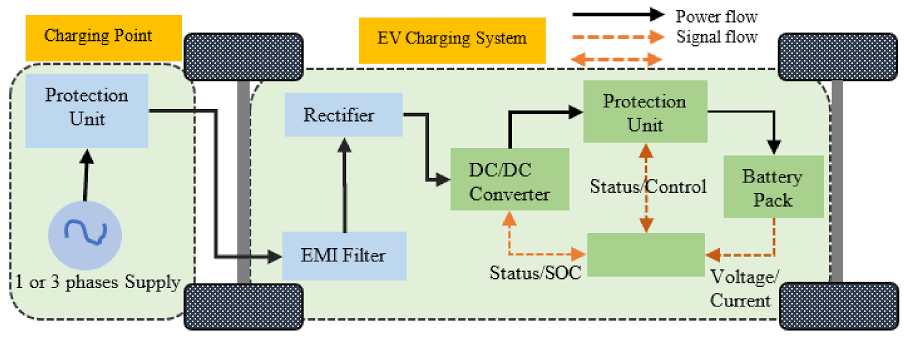 Charging Point
EV Charging System
Power flow
Signal flow
Protection
Unit
1 or 3 phases Supply
Rectifier
EMI Filter
DC/DC
Converter
Protection
Unit
Status/Control
Battery
Pack
Status/SOC
Voltage/
Current